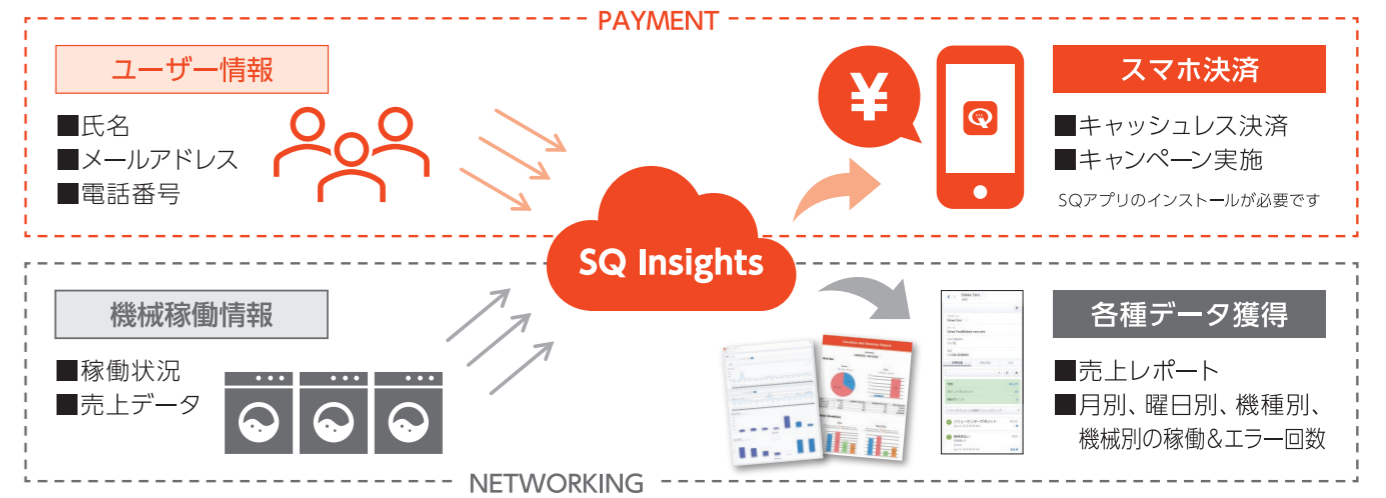 PAYMENT
ユーザー情報
■氏名
■メールアドレス
■電話番号
¥
スマホ決済
■キャッシュレス決済
■キャンペーン実施
SQアプリのインストールが必要です
SQ Insights
機械稼働情報
■稼働状況
■売上データ
各種データ獲得
■売上レポート
■月別、曜日別、機種別、
機械別の稼働&エラー回数
NETWORKING